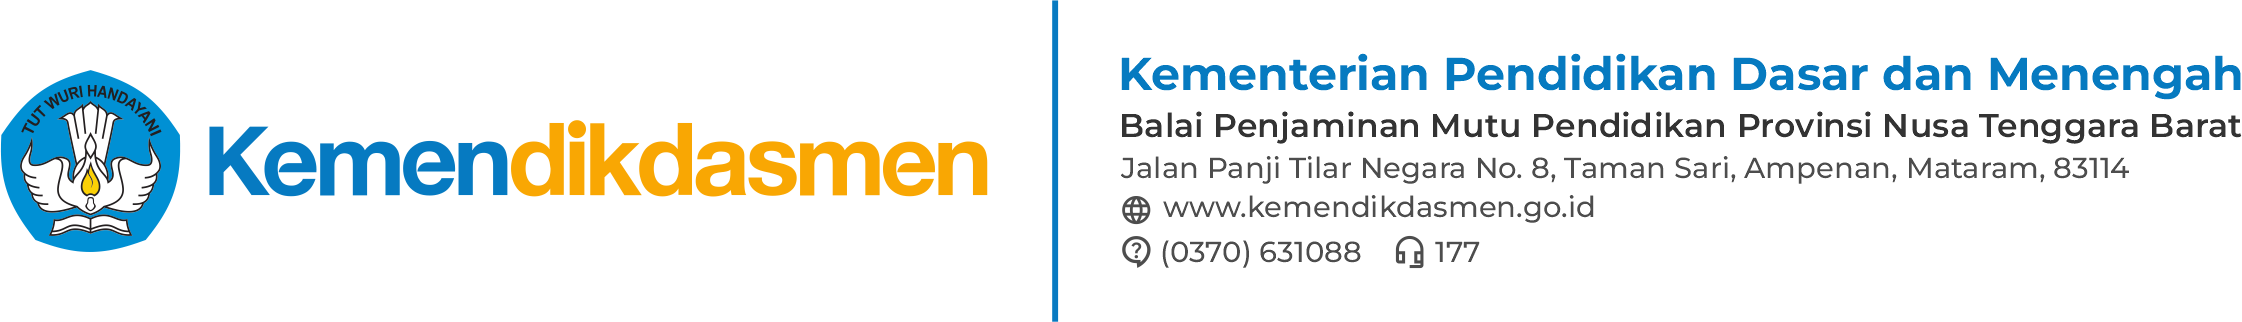 TUT WURI HANDAYANI
Kemendikdasmen
Kementerian Pendidikan Dasar dan Menengah
Balai Penjaminan Mutu Pendidikan Provinsi Nusa Tenggara Barat
Jalan Panji Tilar Negara No. 8, Taman Sari, Ampenan, Mataram, 83114
www.kemendikdasmen.go.id
(0370) 631088 177